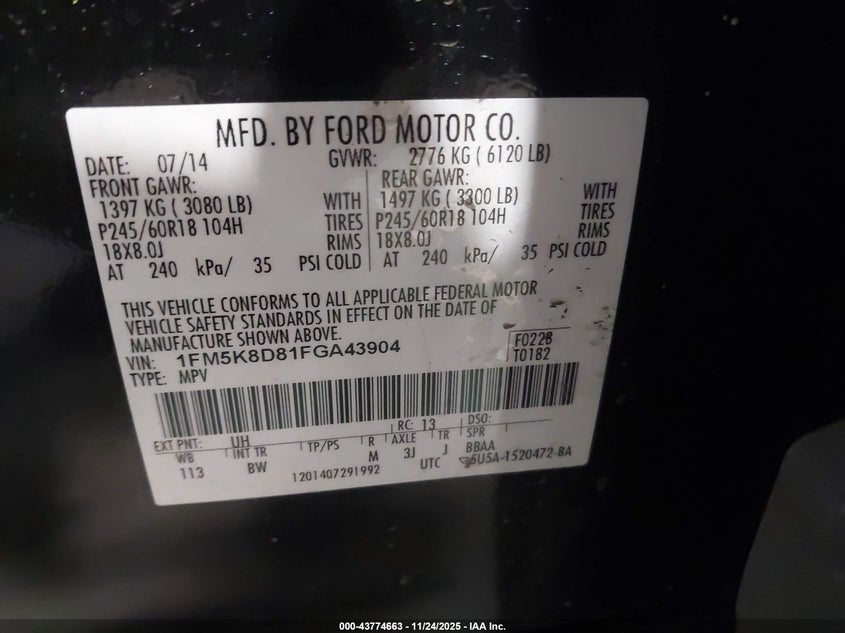 MFD. BY FORD MOTOR CO.
DATE: 07/14 GVWR: 2776 KG ( 6120 LB)
FRONT GAWR: REAR GAWR:
1397 KG ( 3080 LB) WITH 1497 KG ( 3300 LB) WITH
P245/60R18 104H TIRES P245/60R18 104H TIRES
18X8.0J RIMS 18X8.0J RIMS
AT 240 kPa/ 35 PSI COLD AT 240 kPa/ 35 PSI COLD
THIS VEHICLE CONFORMS TO ALL APPLICABLE FEDERAL MOTOR
VEHICLE SAFETY STANDARDS IN EFFECT ON THE DATE OF
MANUFACTURE SHOWN ABOVE.
VIN: 1FM5K8D81FGA43904 F0228
TYPE: MPV T0182
EXT PNT: UH RC: 13 DSO:
WB INT TR TP/PS R AXLE TR SPR
113 BW M 3J J BBAA
1201407291992 UTC 5U5A-1520472-BA
000-43774663 - 11/24/2025 - IAA Inc.